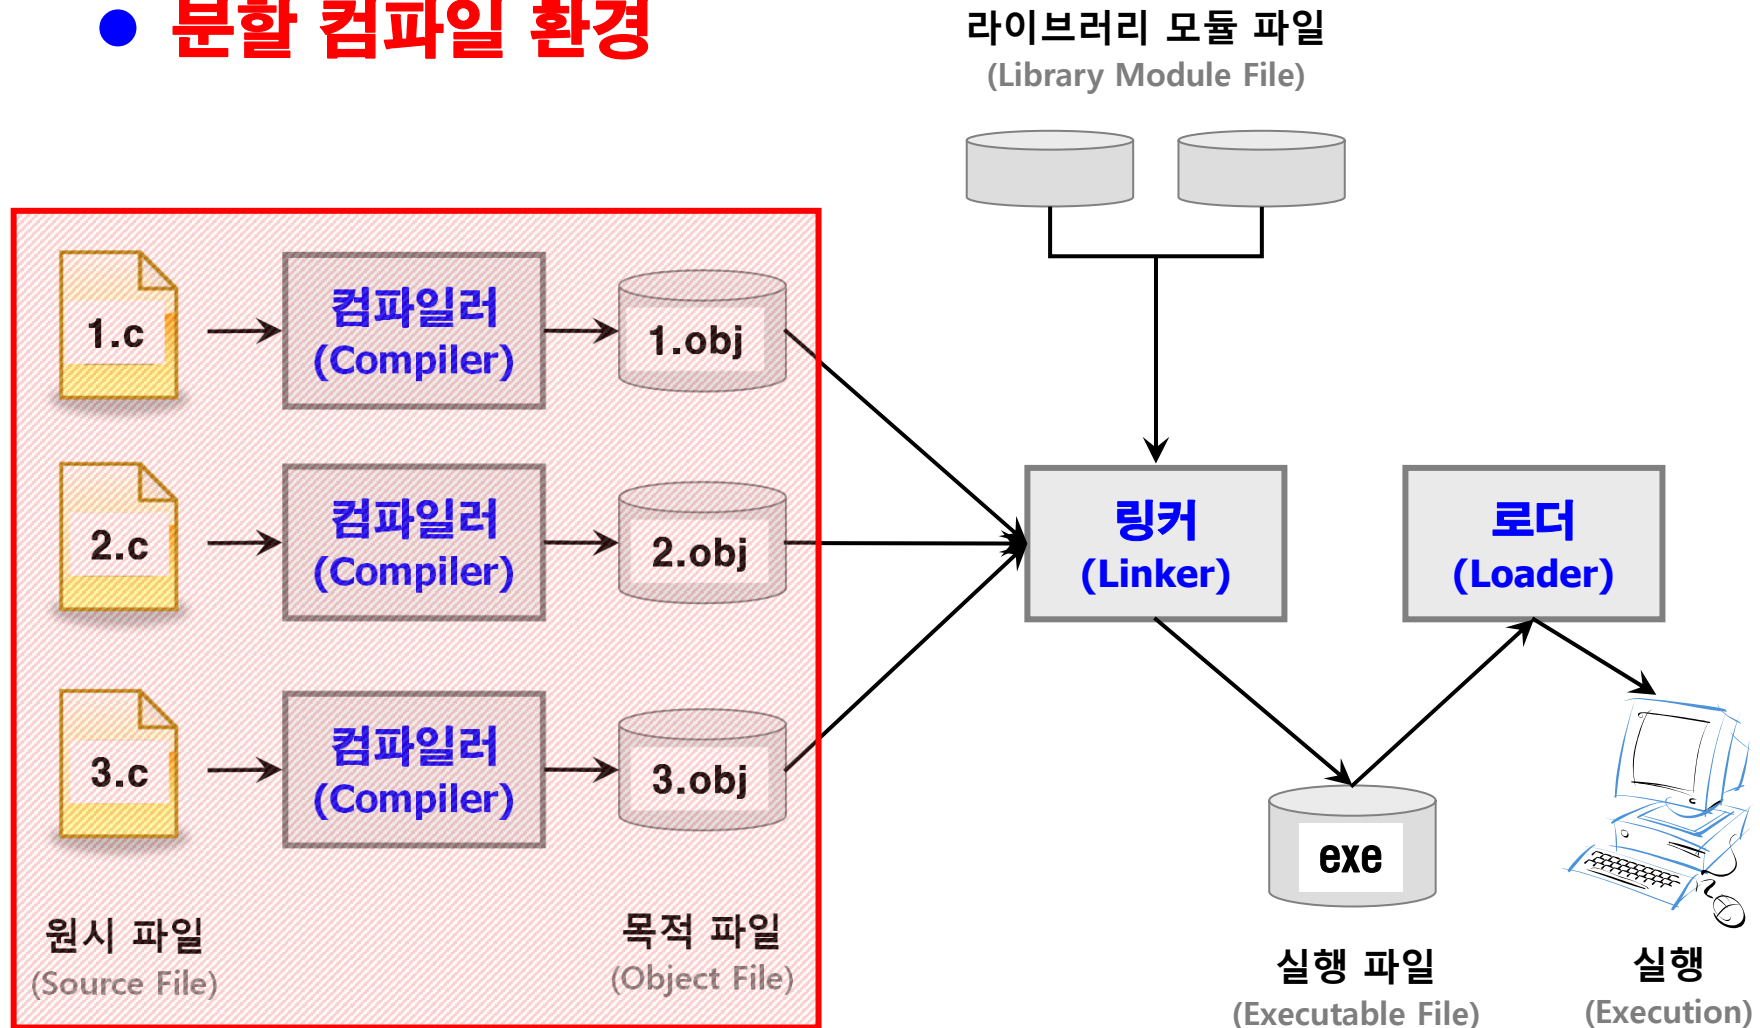 ● 분할 컴파일 환경
라이브러리 모듈 파일
(Library Module File)
1.c
컴파일러
(Compiler)
1.obj
2.c
컴파일러
(Compiler)
2.obj
링커
(Linker)
로더
(Loader)
3.c
컴파일러
(Compiler)
3.obj
exe
원시 파일
(Source File)
목적 파일
(Object File)
실행 파일
(Executable File)
실행
(Execution)